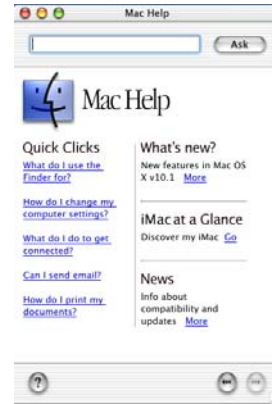 Mac Help
Ask
Mac Help
Quick Clicks
What do I use the
Finder for?
How do I change my
computer settings?
What do I do to get
connected?
Can I send email?
How do I print my
documents?
What's new?
New features in Mac OS
X v10.1 More
iMac at a Glance
Discover my iMac Go
News
Info about
compatibility and
updates More
?